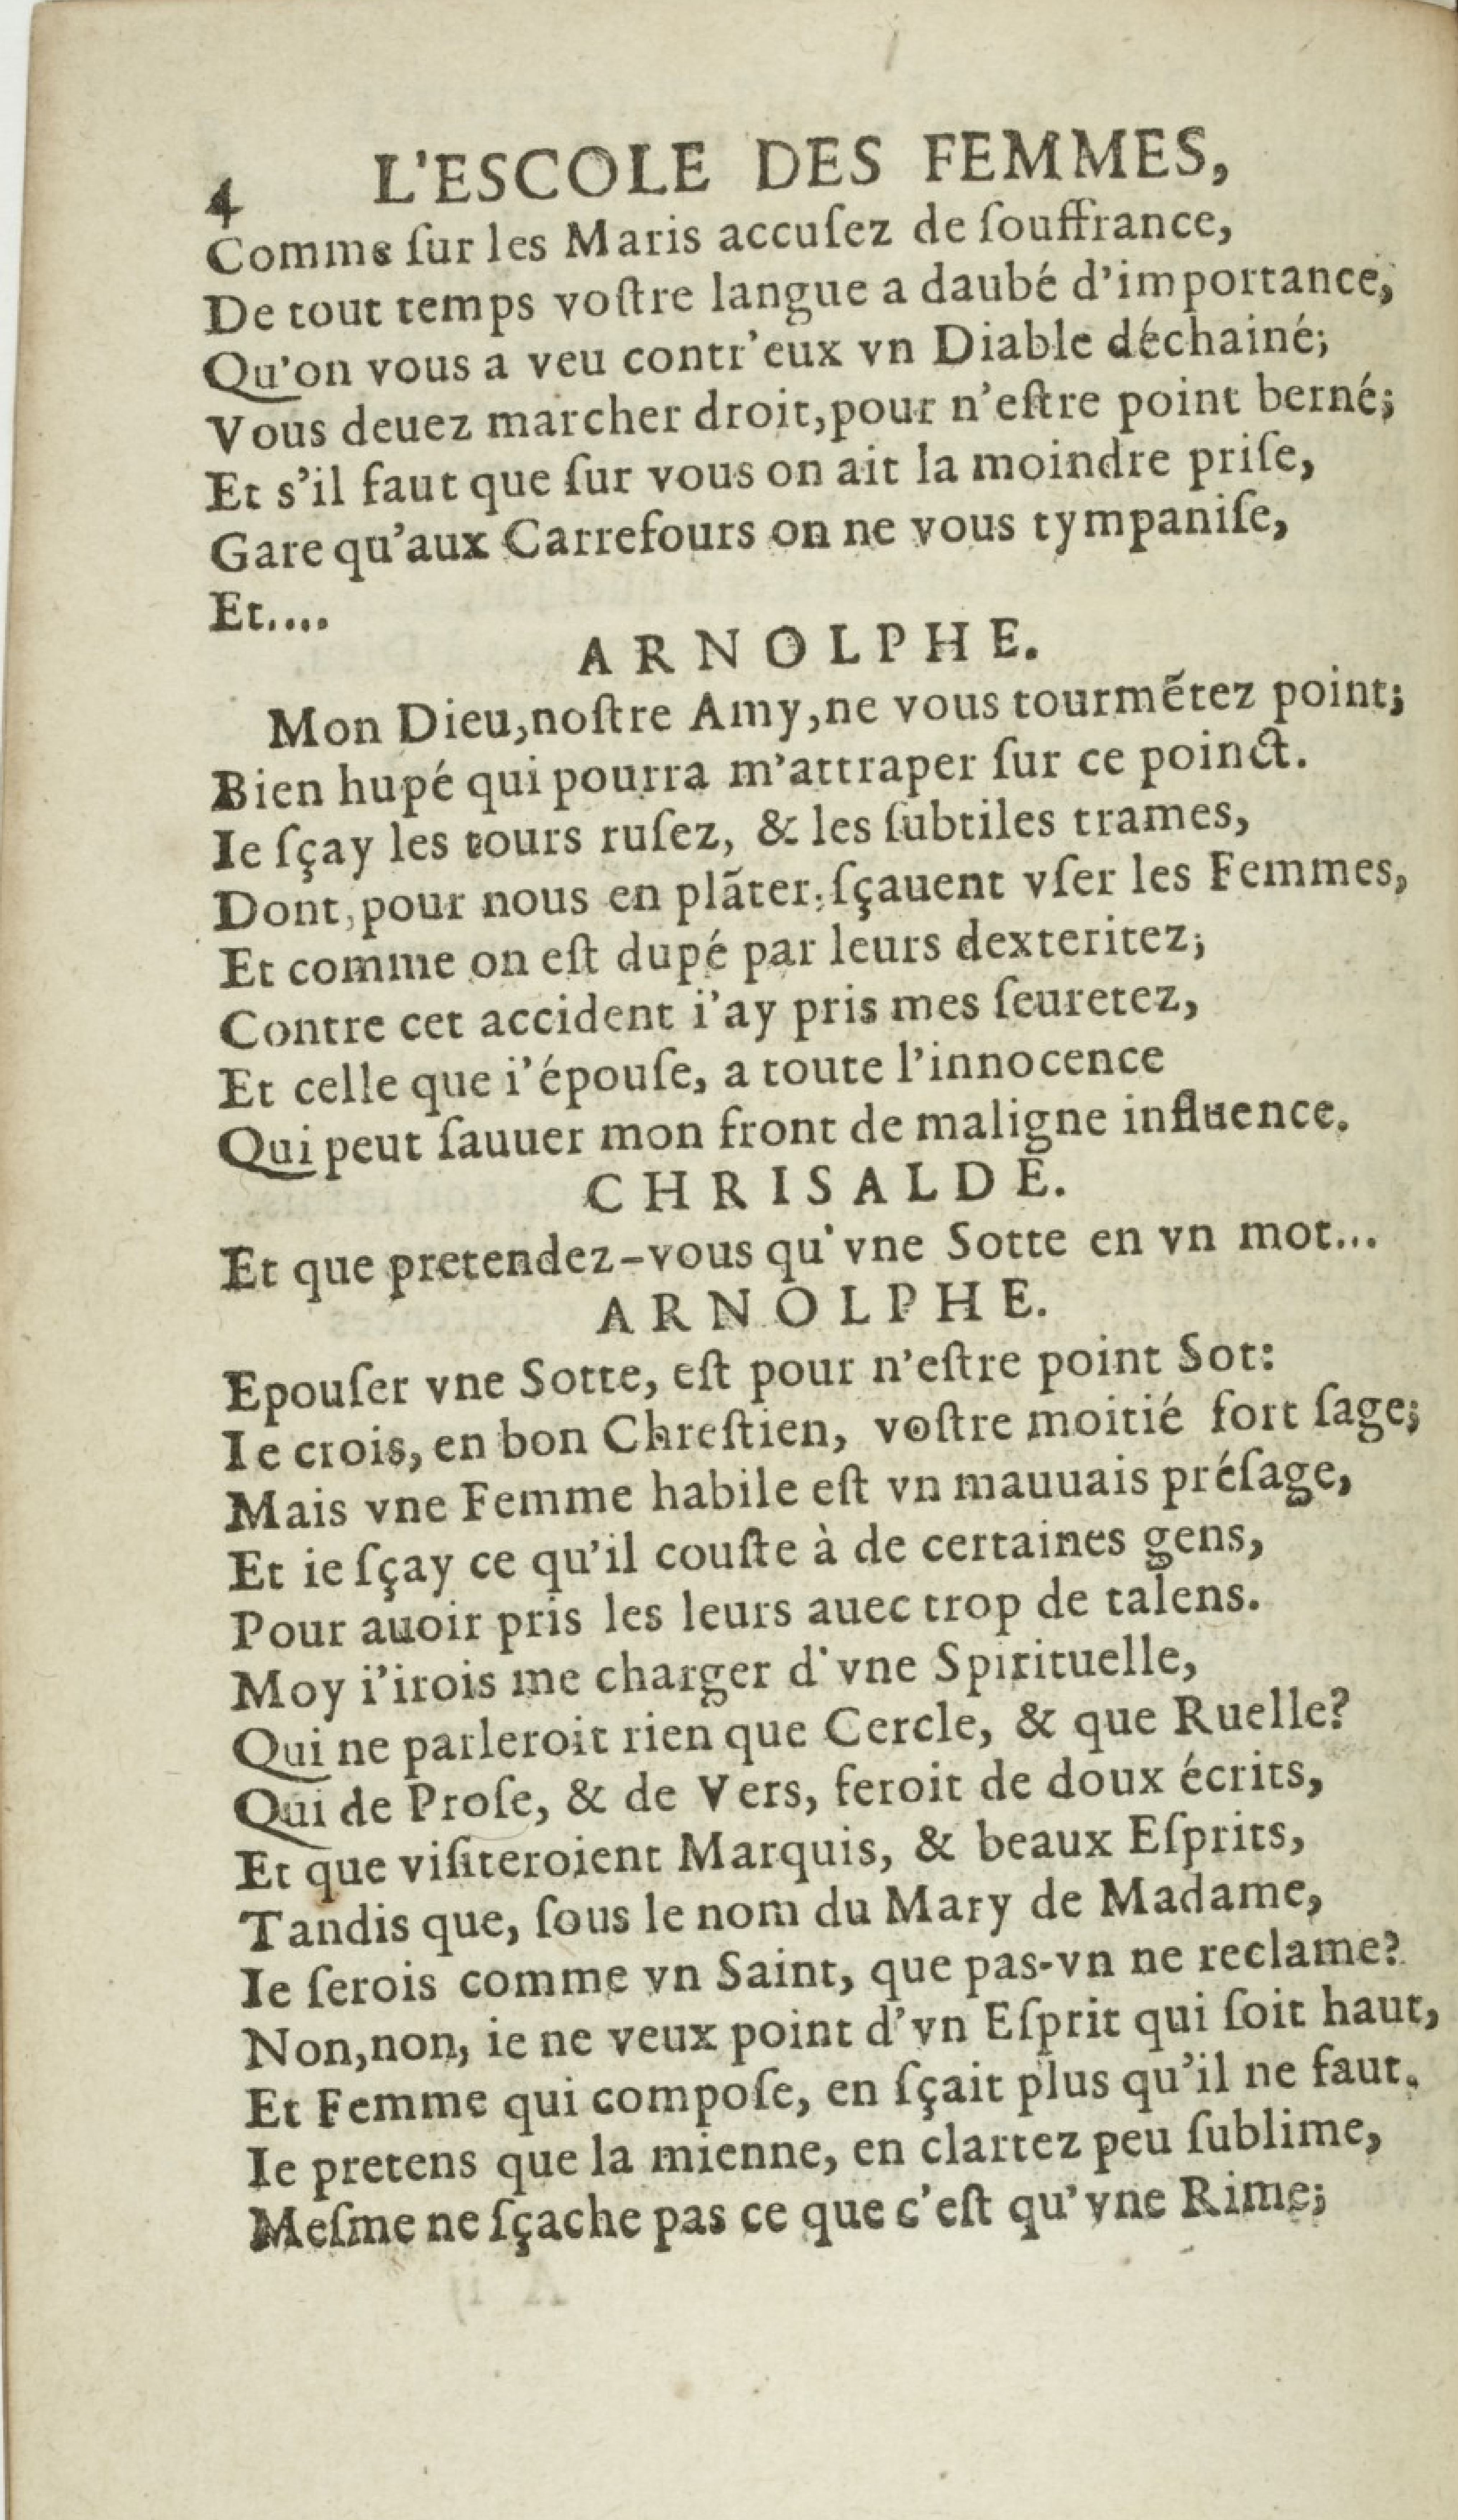 4 L'ESCOLE DES FEMMES,
Comme ſur les Maris accuſez de ſouffrance,
De tout temps voſtre langue a daubé d'importance,
Qu'on vous a veu contr'eux vn Diable déchainé;
Vous deuez marcher droit, pour n'eſtre point berné;
Et s'il faut que ſur vous on ait la moindre priſe,
Gare qu'aux Carrefours on ne vous tympaniſe,
Et....
ARNOLPHE.
Mon Dieu, noſtre Amy, ne vous tourmẽtez point;
Bien hupé qui pourra m'attraper ſur ce poinct.
Ie ſçay les tours ruſez, & les ſubtiles trames,
Dont, pour nous en plãter, ſçauent vſer les Femmes,
Et comme on eſt dupé par leurs dexteritez;
Contre cet accident i'ay pris mes ſeuretez,
Et celle que i'épouſe, a toute l'innocence
Qui peut ſauuer mon front de maligne influence.
CHRISALDE.
Et que pretendez-vous qu'vne Sotte en vn mot...
ARNOLPHE.
Epouſer vne Sotte, eſt pour n'eſtre point Sot:
Ie crois, en bon Chreſtien, voſtre moitié fort ſage;
Mais vne Femme habile eſt vn mauuais préſage,
Et ie ſçay ce qu'il couſte à de certaines gens,
Pour auoir pris les leurs auec trop de talens.
Moy i'irois me charger d'vne Spirituelle,
Qui ne parleroit rien que Cercle, & que Ruelle?
Qui de Proſe, & de Vers, feroit de doux écrits,
Et que viſiteroient Marquis, & beaux Eſprits,
Tandis que, ſous le nom du Mary de Madame,
Ie ſerois comme vn Saint, que pas-vn ne reclame?
Non, non, ie ne veux point d'vn Eſprit qui ſoit haut,
Et Femme qui compoſe, en ſçait plus qu'il ne faut.
Ie pretens que la mienne, en clartez peu ſublime,
Meſme ne ſçache pas ce que c'eſt qu'vne Rime;